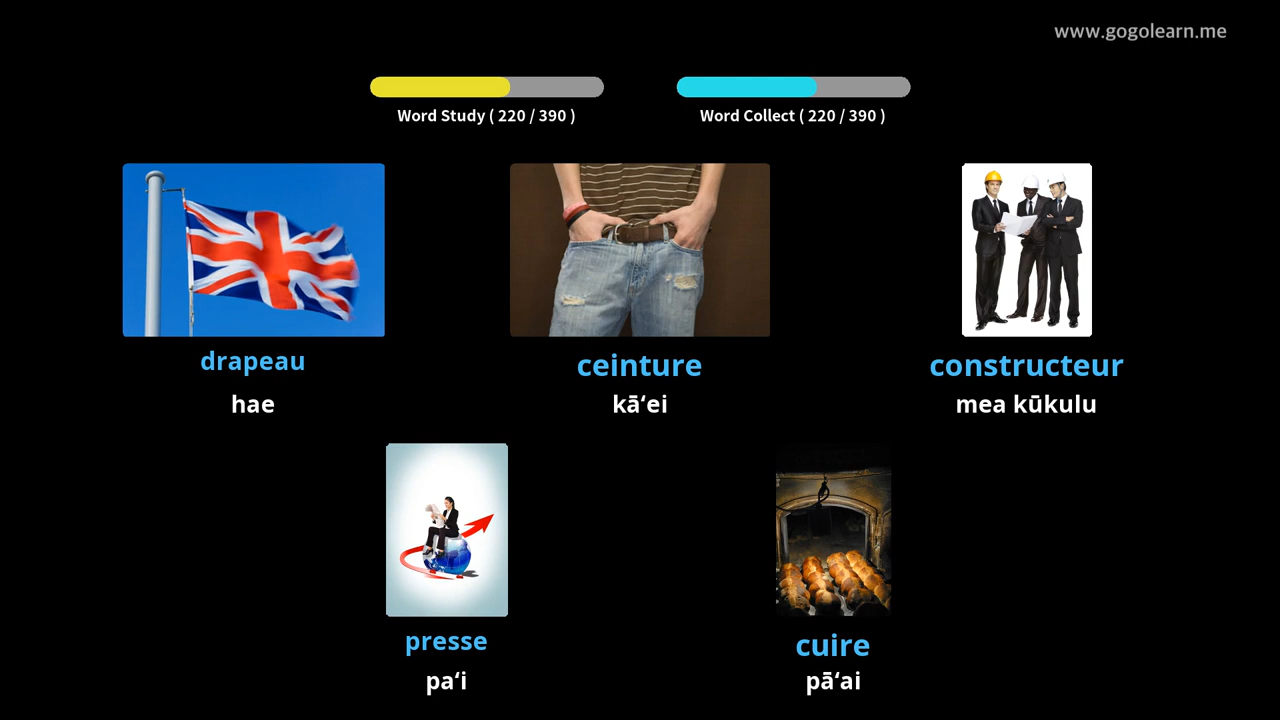 www.gogolearn.me
Word Study ( 220 / 390 )
Word Collect ( 220 / 390 )
drapeau
hae
ceinture
kāʻei
constructeur
mea kūkulu
presse
paʻi
cuire
pāʻai